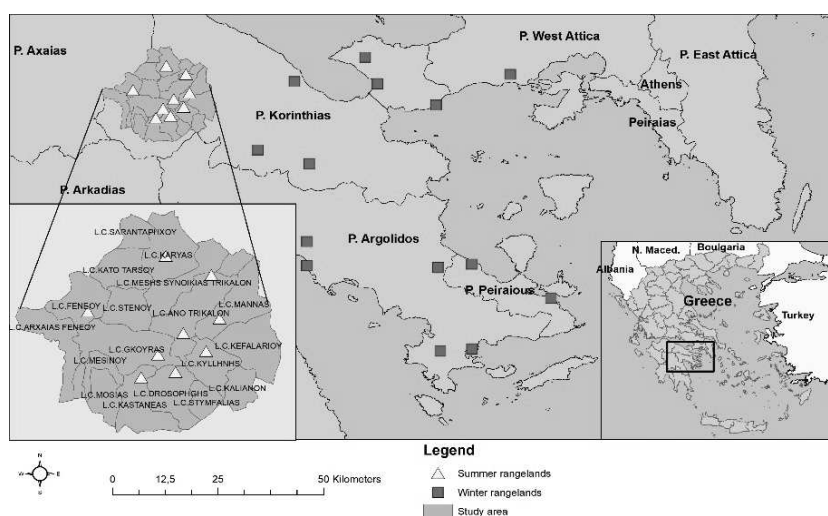 P. Axaias
P. West Attica
P. East Attica
Athens
Peiraias
P. Korinthias
P. Arkadias
P. Argolidos
P. Peiraious
L.C.SARANTAPHXOY
L.C.KARYAS
L.C.KATO TARSOY
L.C.MESHS SYNOIKIAS TRIKALON
L.C.FENEOY
L.C.STENOY
L.C.ANO TRIKALON
L.C.MANNAS
L.C.ARXAIAS FENEOY
L.C.MESINOY
L.C.GKOYRAS
L.C.KEFALARIOY
L.C.KYLLHNHS
L.C.MOSIAS
L.C.DROSOPHGHS
L.C.KALIANON
L.C.KASTANEAS
L.C.STYMFALIAS
N. Maced.
Boulgaria
Albania
Greece
Turkey
Legend
Summer rangelands
Winter rangelands
Study area
N
W
E
S
0 12,5 25 50 Kilometers